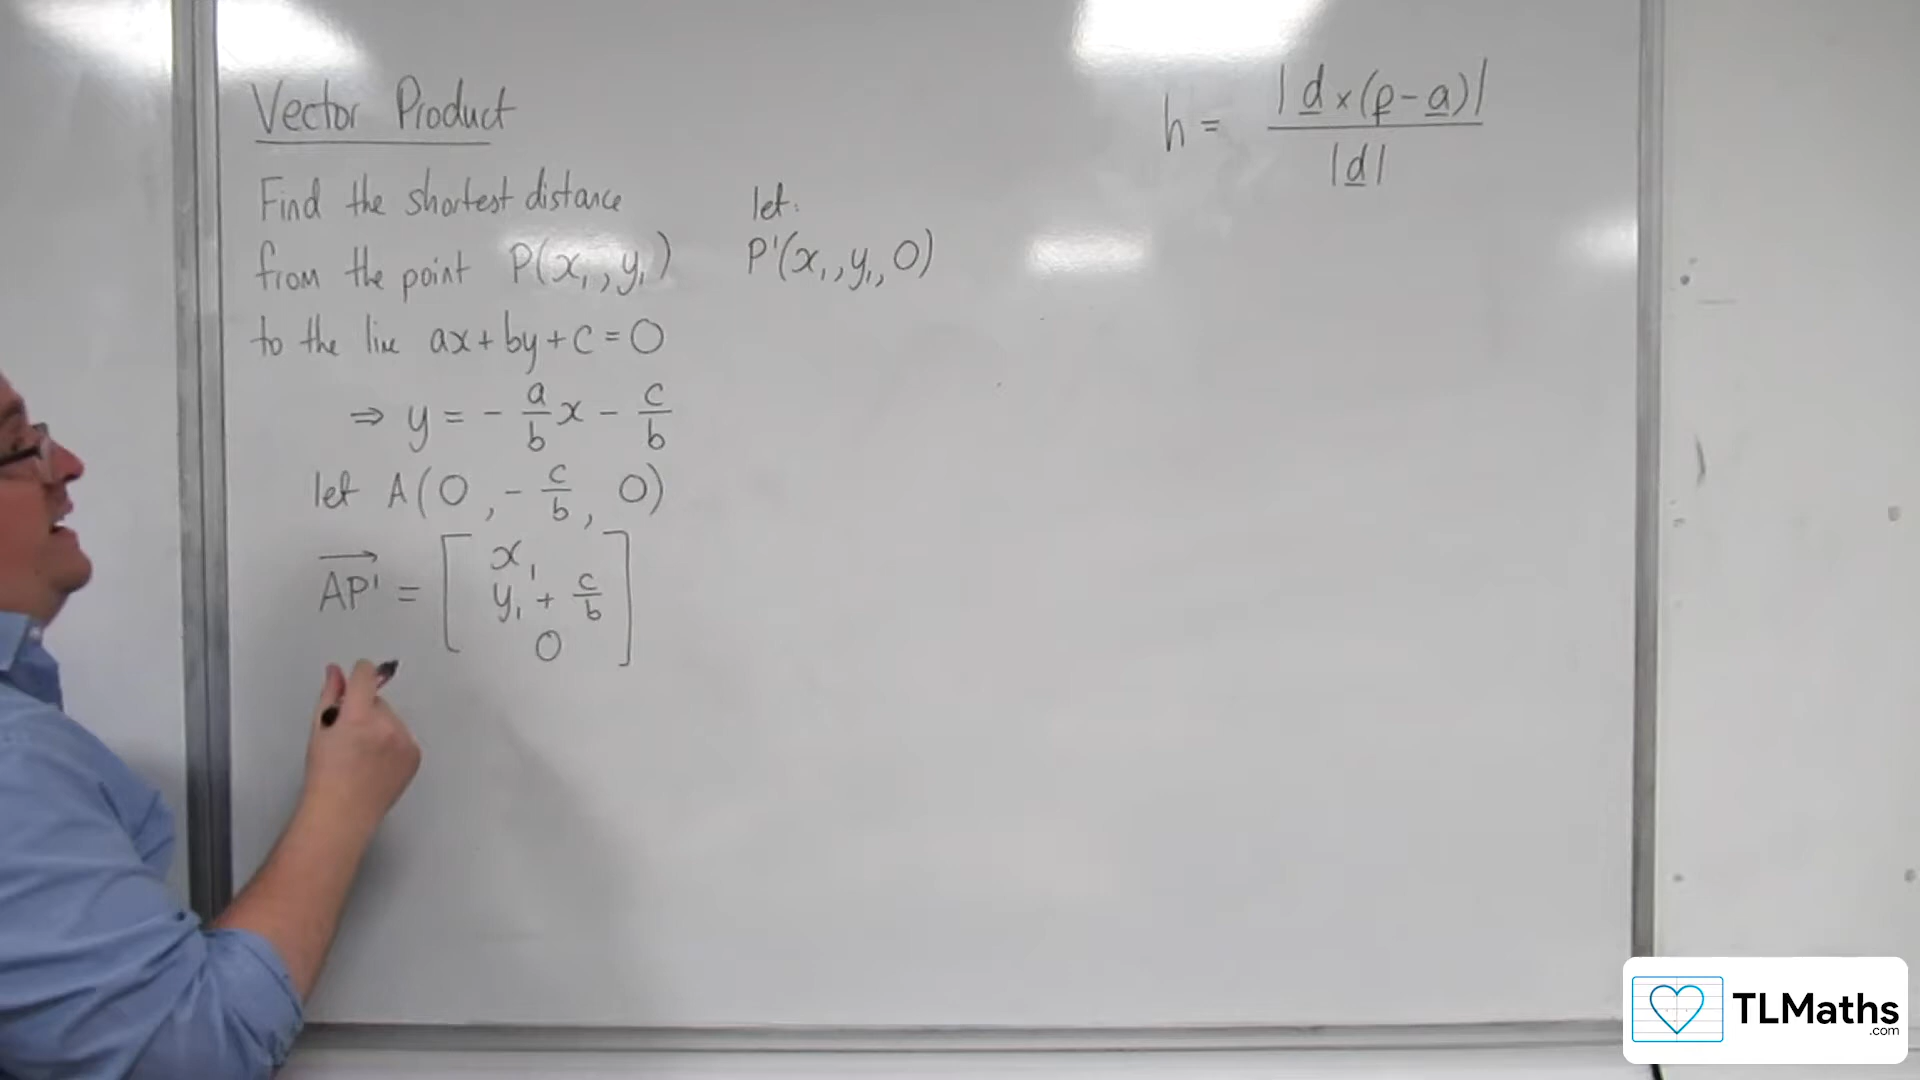 Vector Product
Find the shortest distance
from the point P(x₁, y₁)
to the line ax + by + c = 0
⇒ y = - a/b x - c/b
let A(0, - c/b, 0)
AP' = [ x₁
y₁ + c/b
0 ]
let:
P'(x₁, y₁, 0)
h = |d × (p - a)| / |d|
TLMaths
.com